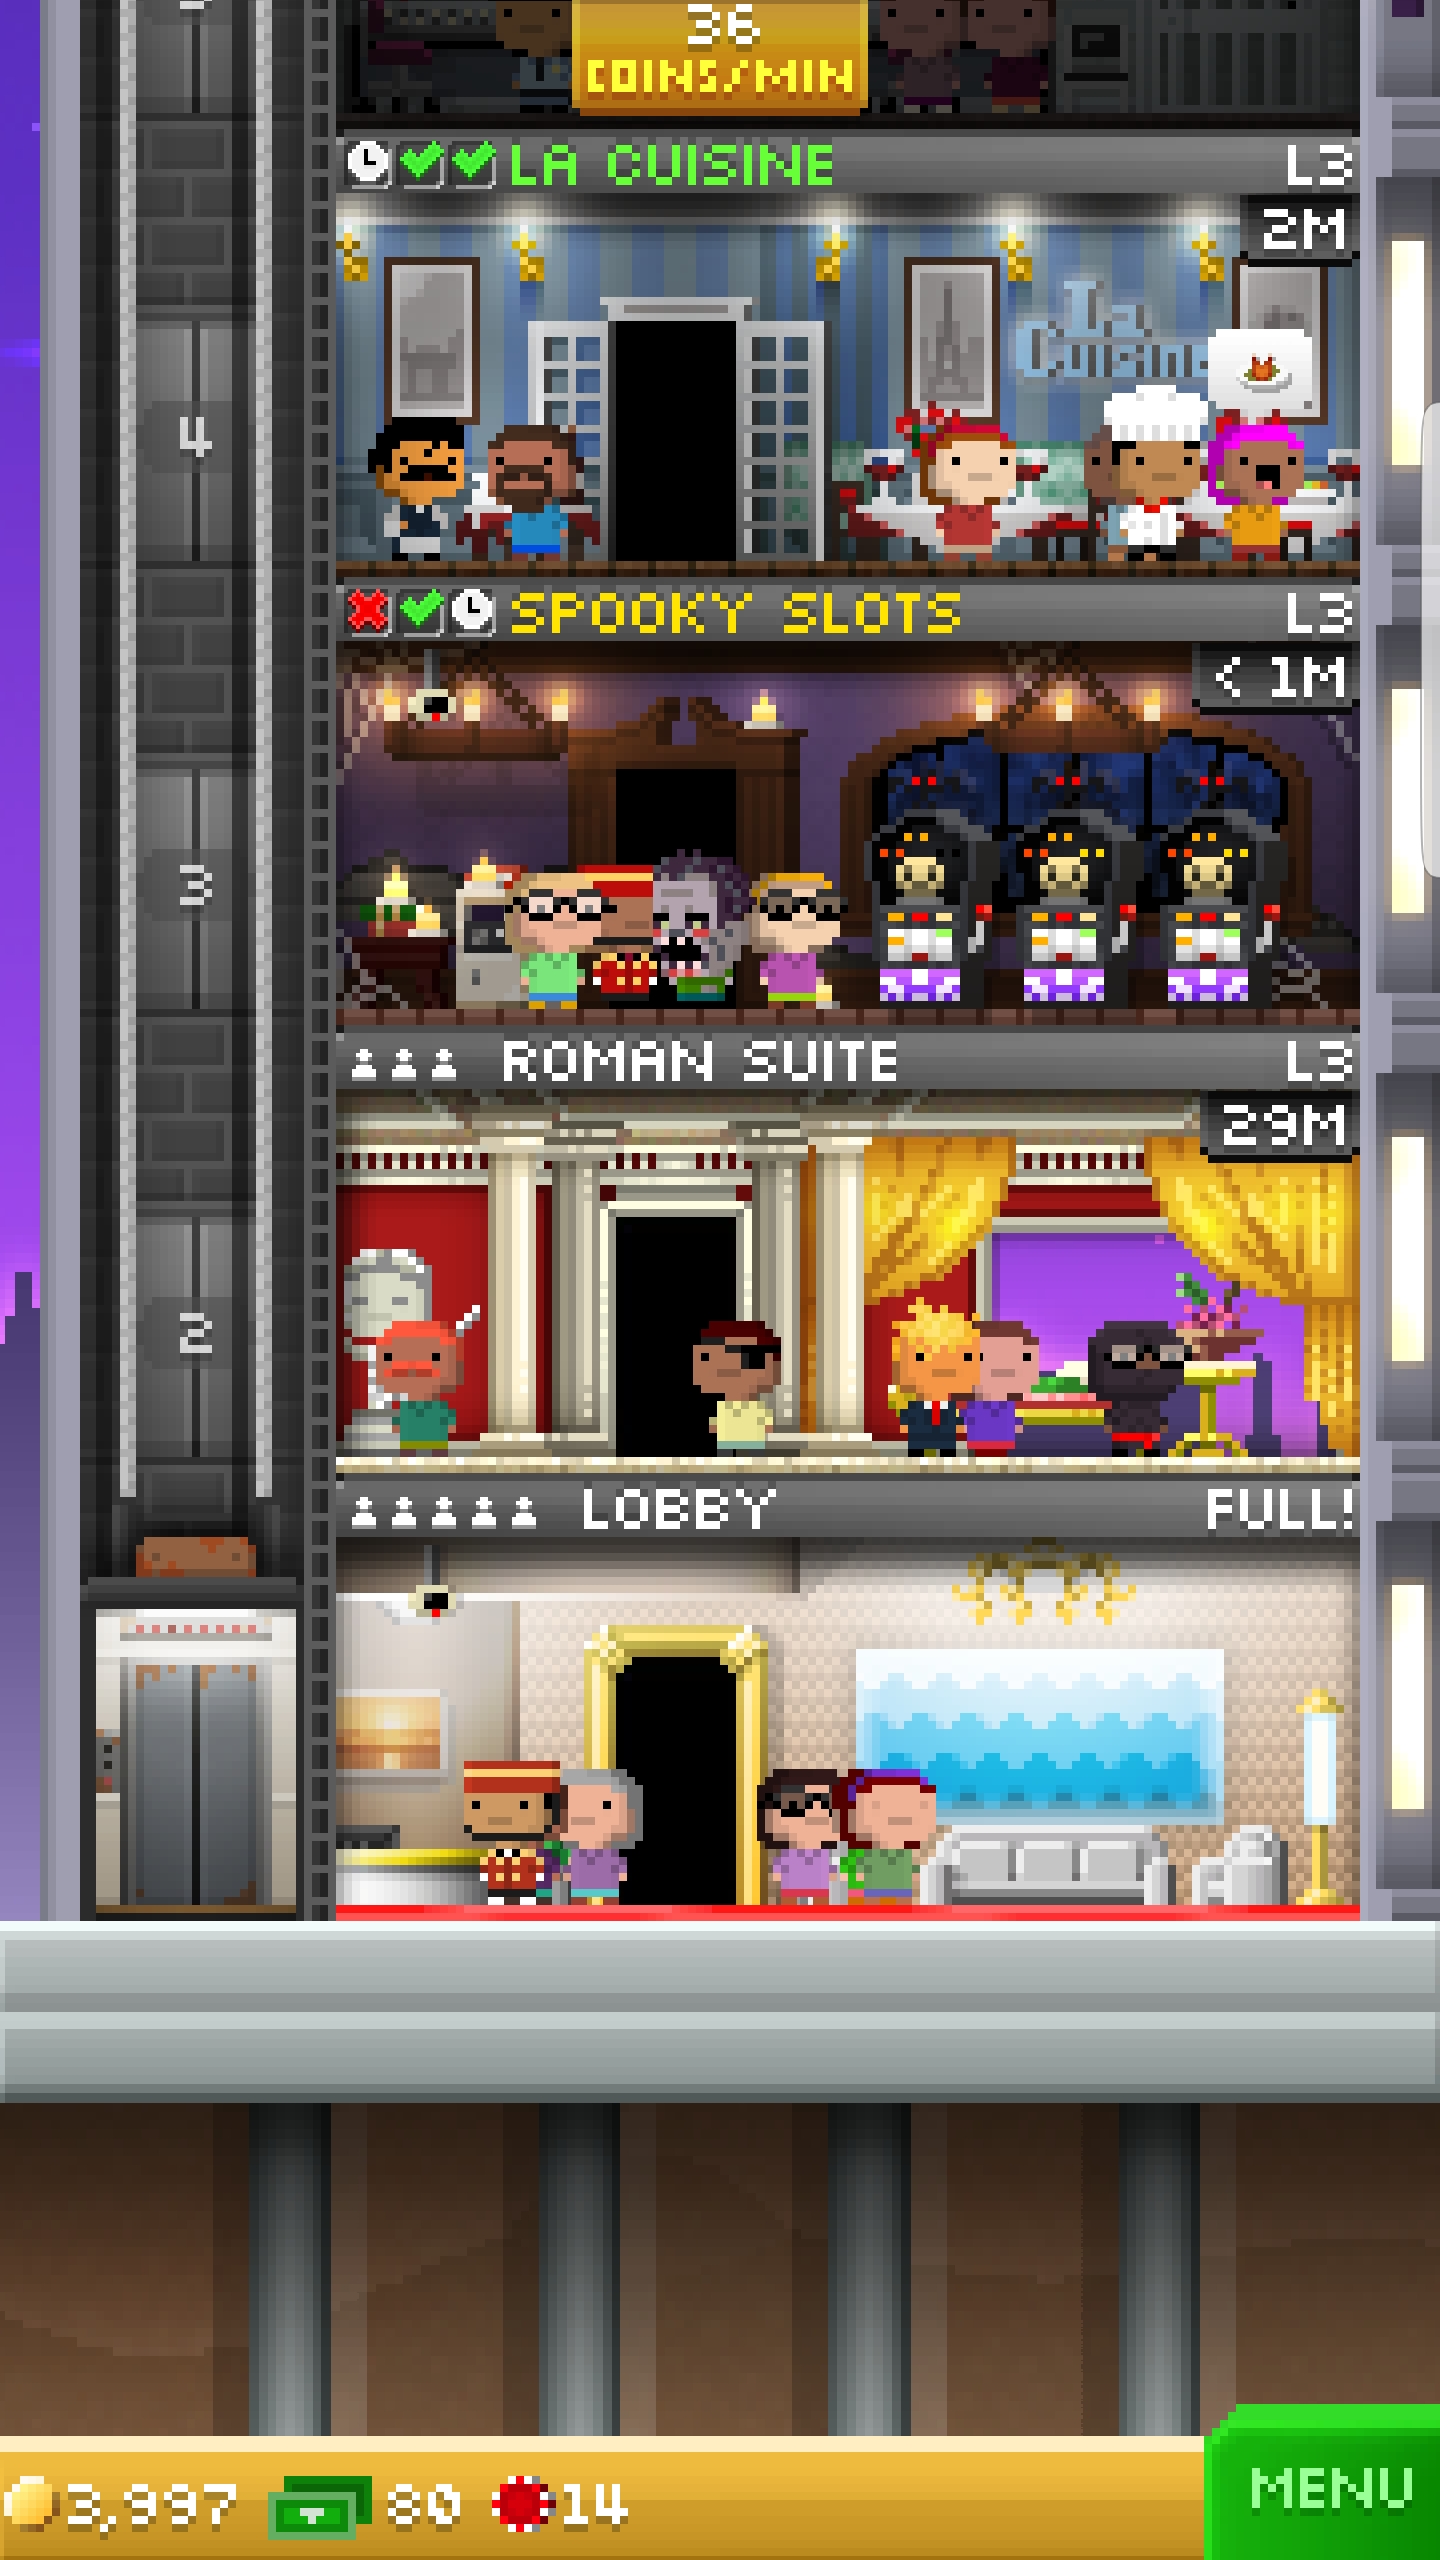 36
COINS/MIN
LA CUISINE
L3
2M
La
Cuisine
4
SPOOKY SLOTS
L3
< 1M
3
ROMAN SUITE
L3
29M
2
LOBBY
FULL!
3,997
80
14
MENU